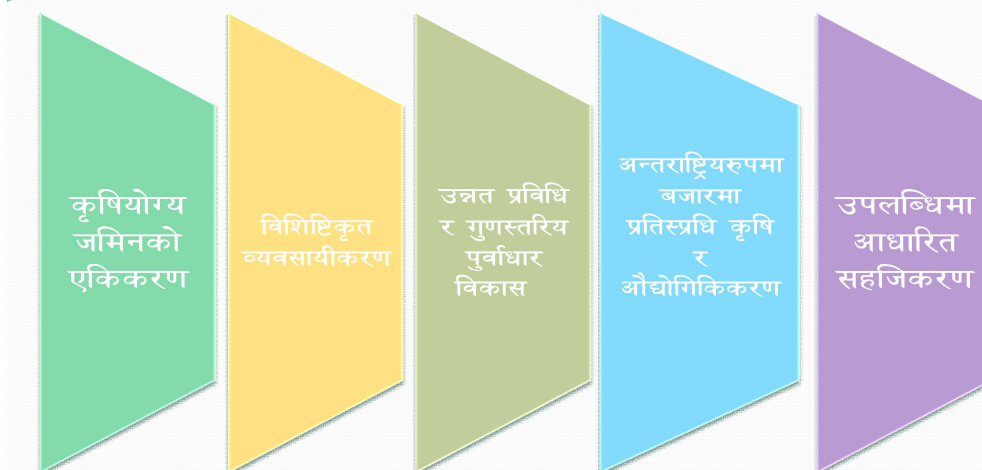 कृषियोग्य
जमिनको
एकिकरण
विशिष्टिकृत
व्यवसायीकरण
उन्नत प्रविधि
र गुणस्तरिय
पुर्वाधार
विकास
अन्तराष्ट्रियरुपमा
बजारमा
प्रतिस्प्रधि कृषि
र
औद्योगिकिकरण
उपलब्धिमा
आधारित
सहजिकरण